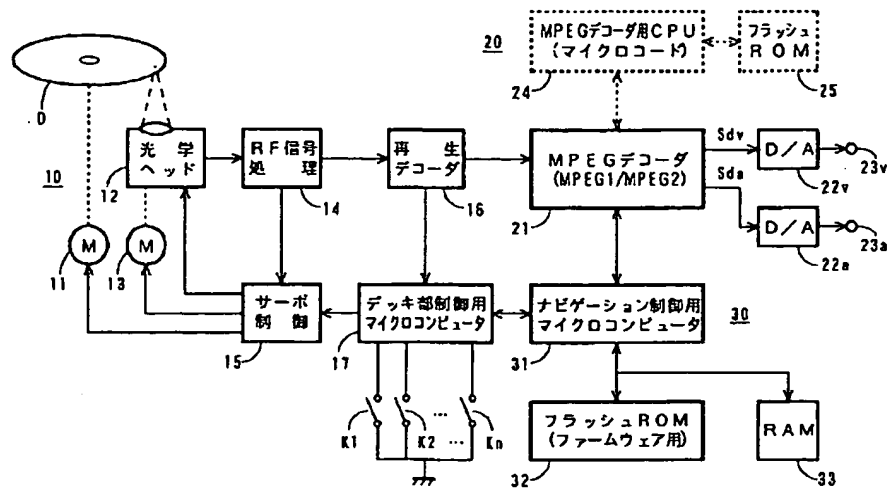 20
MPEGデコーダ用CPU
(マイクロコード)
24
フラッシュ
ROM
25
D
10
光学
ヘッド
12
RF信号
処理
14
再生
デコーダ
16
MPEGデコーダ
(MPEG1/MPEG2)
21
Sdv
Sda
D/A
22v
23v
D/A
22a
23a
M
11
M
13
サーボ
制御
15
デッキ部制御用
マイクロコンピュータ
17
ナビゲーション制御用
マイクロコンピュータ
31
30
K1
K2
...
...
Kn
フラッシュROM
(ファームウェア用)
32
RAM
33